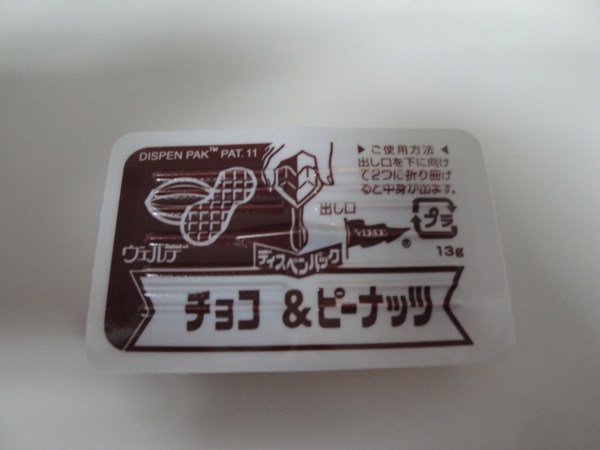 DISPEN PAK™ PAT.11
▶ ご使用方法 ◀
出し口を下に向け
て2つに折り曲げ
ると中身が出ます。
出し口
プラ
ヴェルデ
VERDE ®
13g
ディスペンパック
チョコ & ピーナッツ